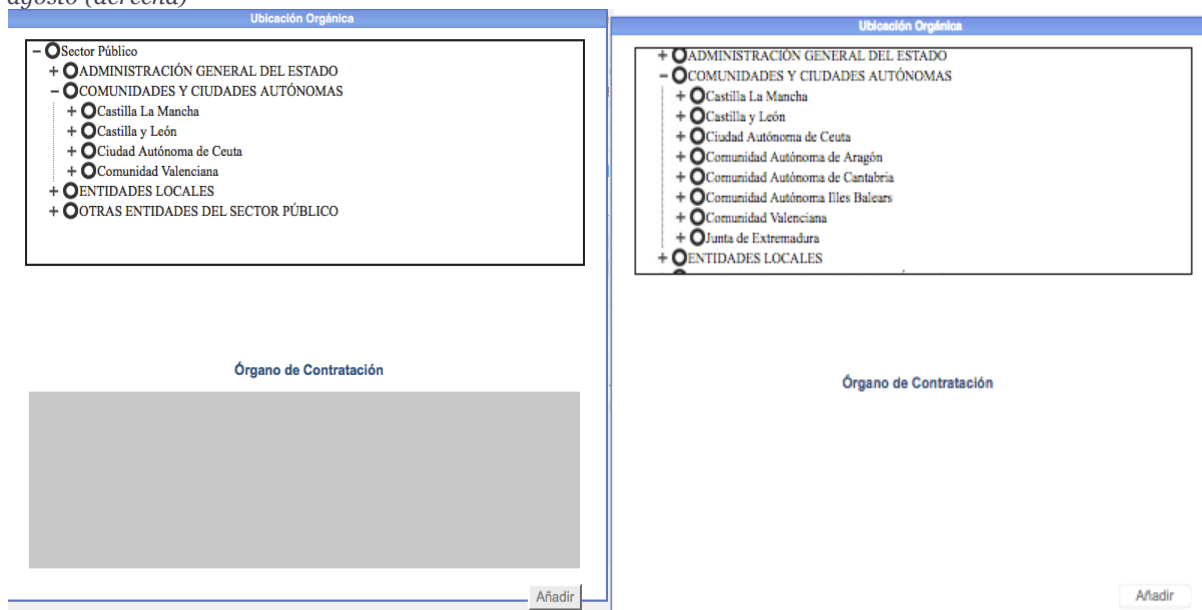 agosto (derecha)
Ubicación Orgánica
− Sector Público
+ ADMINISTRACIÓN GENERAL DEL ESTADO
− COMUNIDADES Y CIUDADES AUTÓNOMAS
+ Castilla La Mancha
+ Castilla y León
+ Ciudad Autónoma de Ceuta
+ Comunidad Valenciana
+ ENTIDADES LOCALES
+ OTRAS ENTIDADES DEL SECTOR PÚBLICO
Órgano de Contratación
Añadir
Ubicación Orgánica
+ ADMINISTRACIÓN GENERAL DEL ESTADO
− COMUNIDADES Y CIUDADES AUTÓNOMAS
+ Castilla La Mancha
+ Castilla y León
+ Ciudad Autónoma de Ceuta
+ Comunidad Autónoma de Aragón
+ Comunidad Autónoma de Cantabria
+ Comunidad Autónoma Illes Balears
+ Comunidad Valenciana
+ Junta de Extremadura
+ ENTIDADES LOCALES
Órgano de Contratación
Añadir